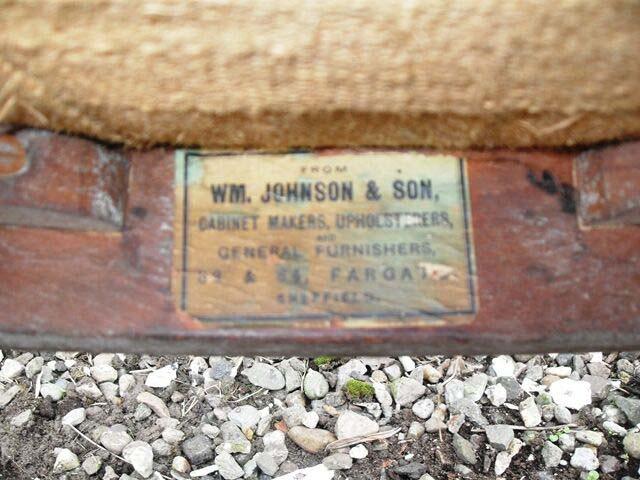 FROM
WM. JOHNSON & SON,
CABINET MAKERS, UPHOLSTERERS,
AND
GENERAL FURNISHERS,
& FARGATE
SHEFFIELD.